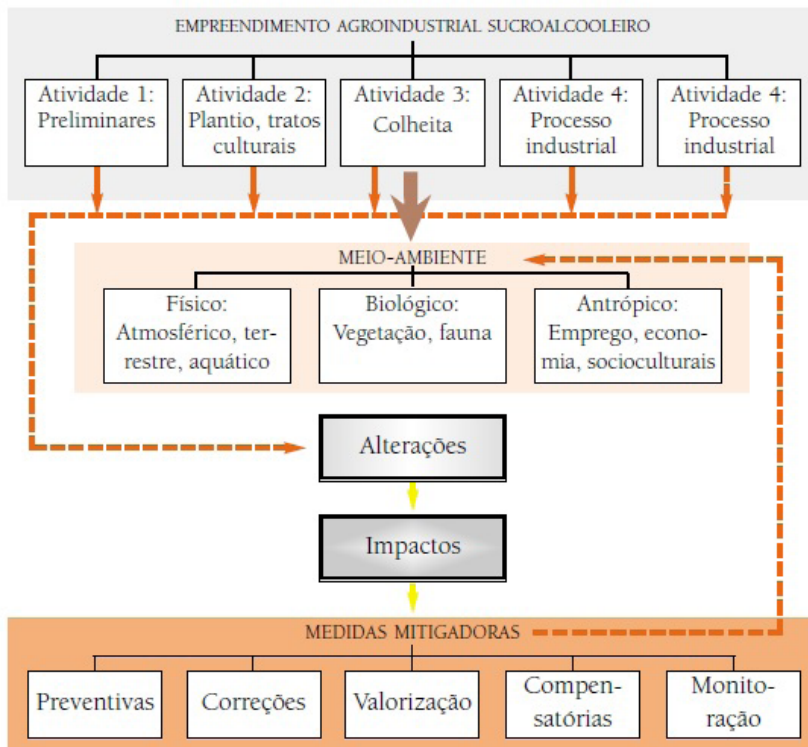 EMPREENDIMENTO AGROINDUSTRIAL SUCROALCOOLEIRO
Atividade 1:
Preliminares
Atividade 2:
Plantio, tratos
culturais
Atividade 3:
Colheita
Atividade 4:
Processo
industrial
Atividade 4:
Processo
industrial
MEIO-AMBIENTE
Físico:
Atmosférico, ter-
restre, aquático
Biológico:
Vegetação, fauna
Antrópico:
Emprego, econo-
mia, socioculturais
Alterações
Impactos
MEDIDAS MITIGADORAS
Preventivas
Correções
Valorização
Compen-
satórias
Monito-
ração